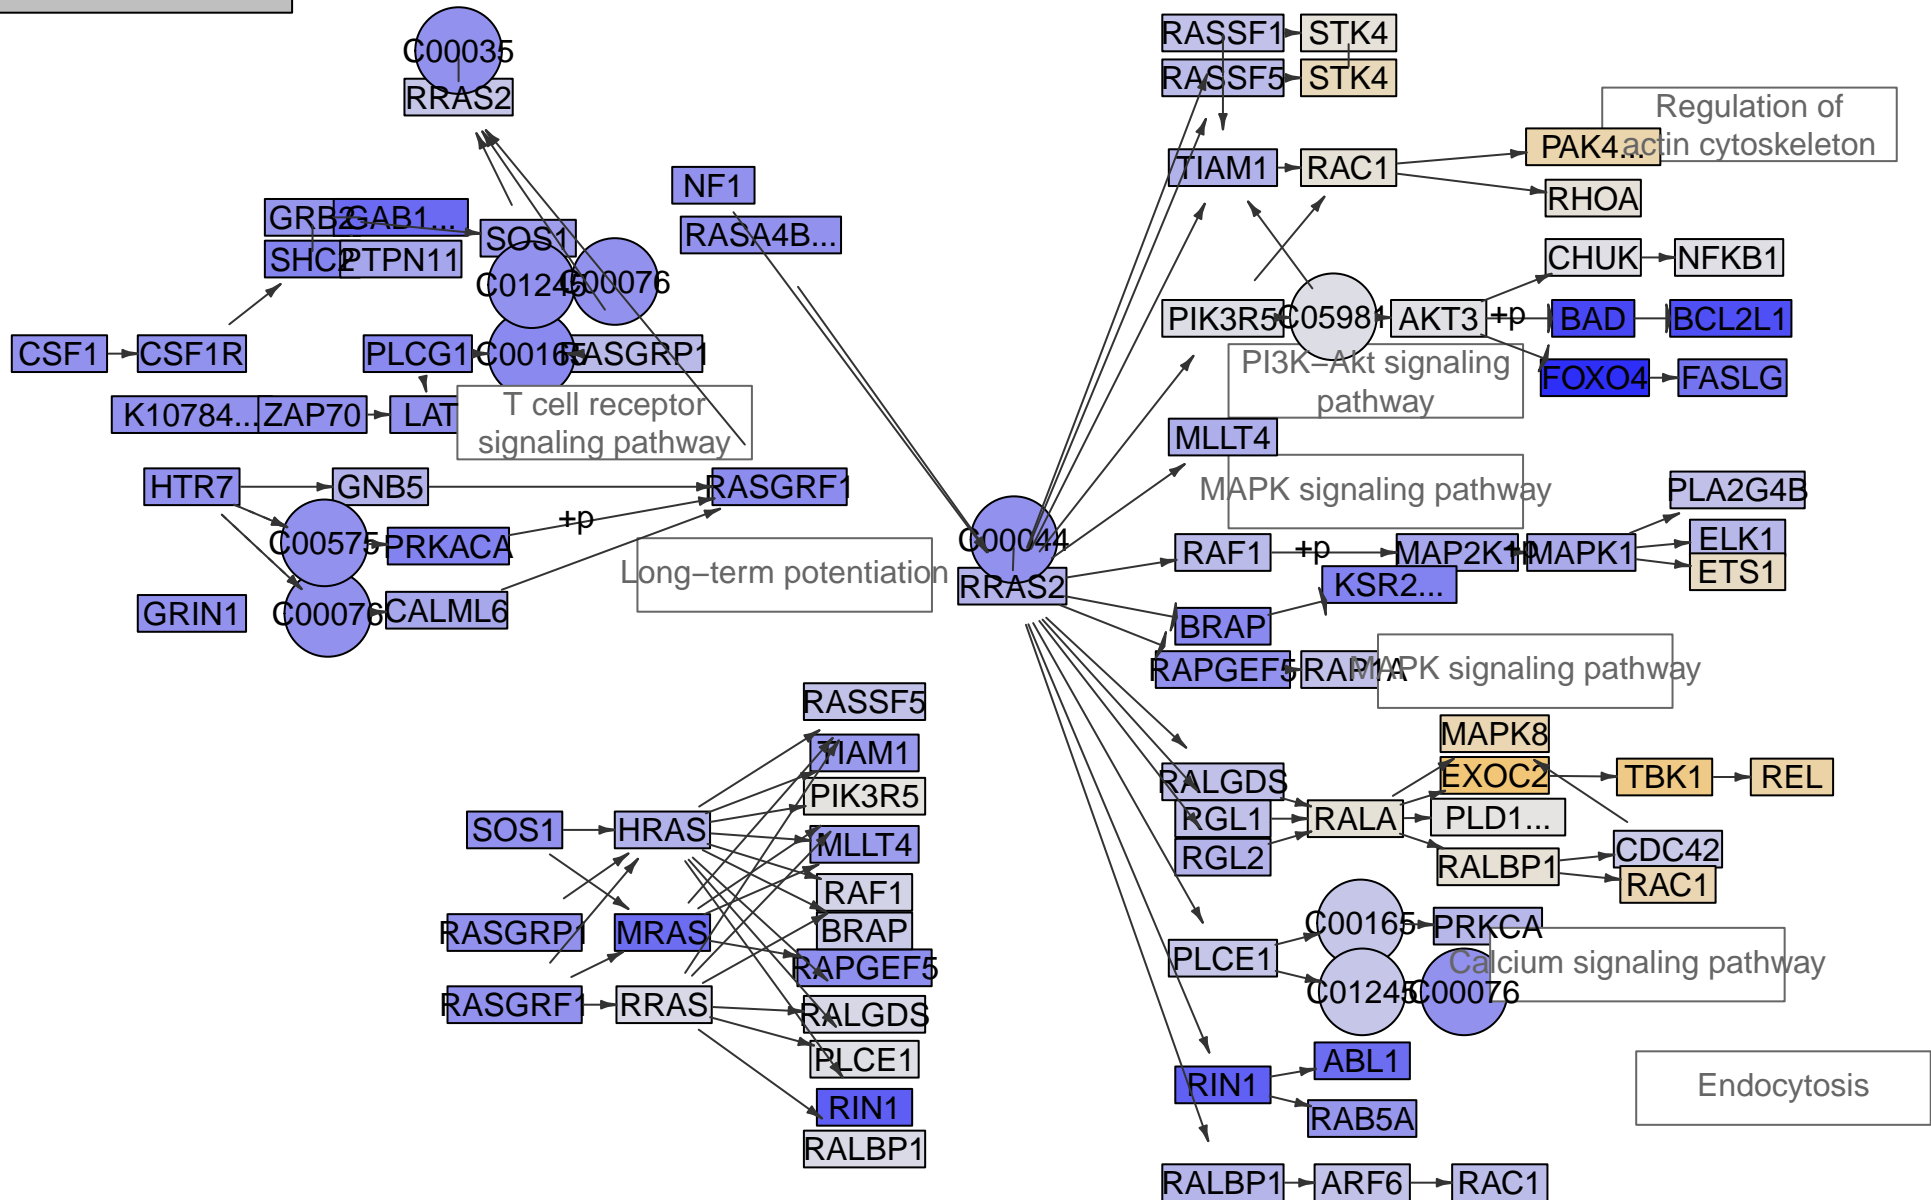 C00035
RRAS2
RASSF1
STK4
RASSF5
STK4
Regulation of
actin cytoskeleton
PAK4...
TIAM1
RAC1
RHOA
NF1
RASA4B...
GRB2
GAB1...
SOS1
SHC2
PTPN11
C01245
C00076
CHUK
NFKB1
PIK3R5
C05981
AKT3
+p
BAD
BCL2L1
CSF1
CSF1R
PLCG1
C00165
RASGRP1
PI3K–Akt signaling
pathway
FOXO4
FASLG
K10784...
ZAP70
LAT
T cell receptor
signaling pathway
MLLT4
HTR7
GNB5
RASGRF1
MAPK signaling pathway
PLA2G4B
+p
C00575
PRKACA
C00044
RRAS2
RAF1
+p
MAP2K1
+p
MAPK1
ELK1
ETS1
Long–term potentiation
KSR2...
GRIN1
C00076
CALML6
BRAP
RAPGEF5
RAP1A
MAPK signaling pathway
RASSF5
TIAM1
PIK3R5
MAPK8
RALGDS
EXOC2
TBK1
REL
SOS1
HRAS
MLLT4
RGL1
RALA
PLD1...
RGL2
RALBP1
CDC42
RAC1
RAF1
RASGRP1
MRAS
BRAP
RAPGEF5
C00165
PRKCA
PLCE1
Calcium signaling pathway
C01245
C00076
RASGRF1
RRAS
RALGDS
PLCE1
RIN1
RALBP1
RIN1
ABL1
RAB5A
Endocytosis
RALBP1
ARF6
RAC1